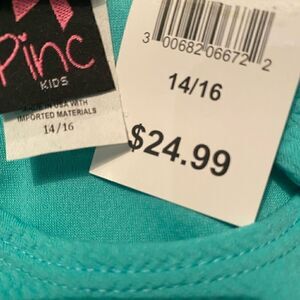 Pinc
KIDS
MADE IN USA WITH
IMPORTED MATERIALS
14/16
3 00682 06672 2
14/16
$24.99